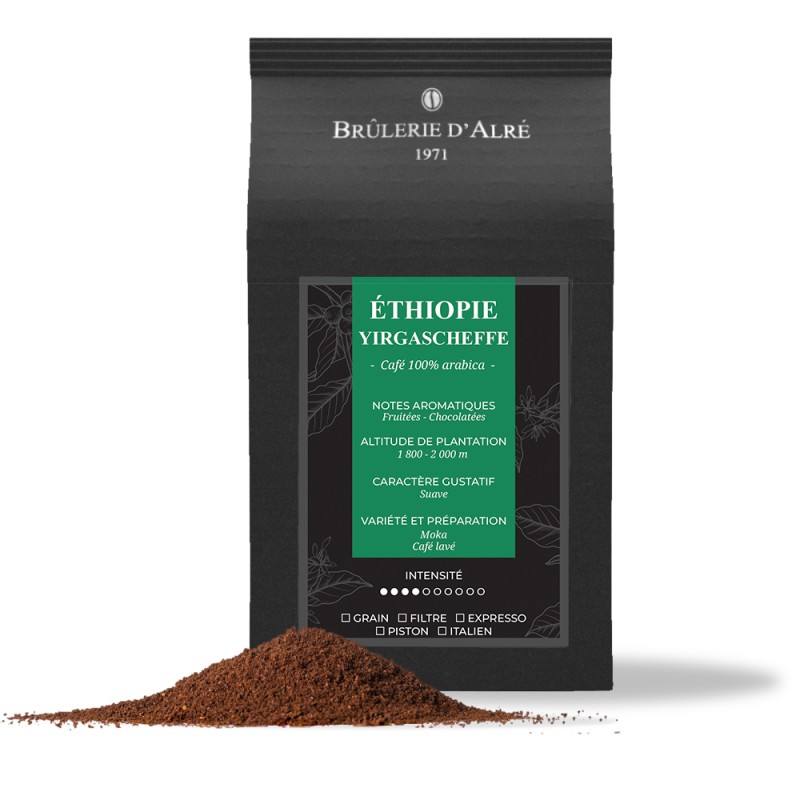 BRÛLERIE D'ALRÉ
1971
ÉTHIOPIE
YIRGASCHEFFE
- Café 100% arabica -
NOTES AROMATIQUES
Fruitées - Chocolatées
ALTITUDE DE PLANTATION
1 800 - 2 000 m
CARACTÈRE GUSTATIF
Suave
VARIÉTÉ ET PRÉPARATION
Moka
Café lavé
INTENSITÉ
☐ GRAIN ☐ FILTRE ☐ EXPRESSO
☐ PISTON ☐ ITALIEN